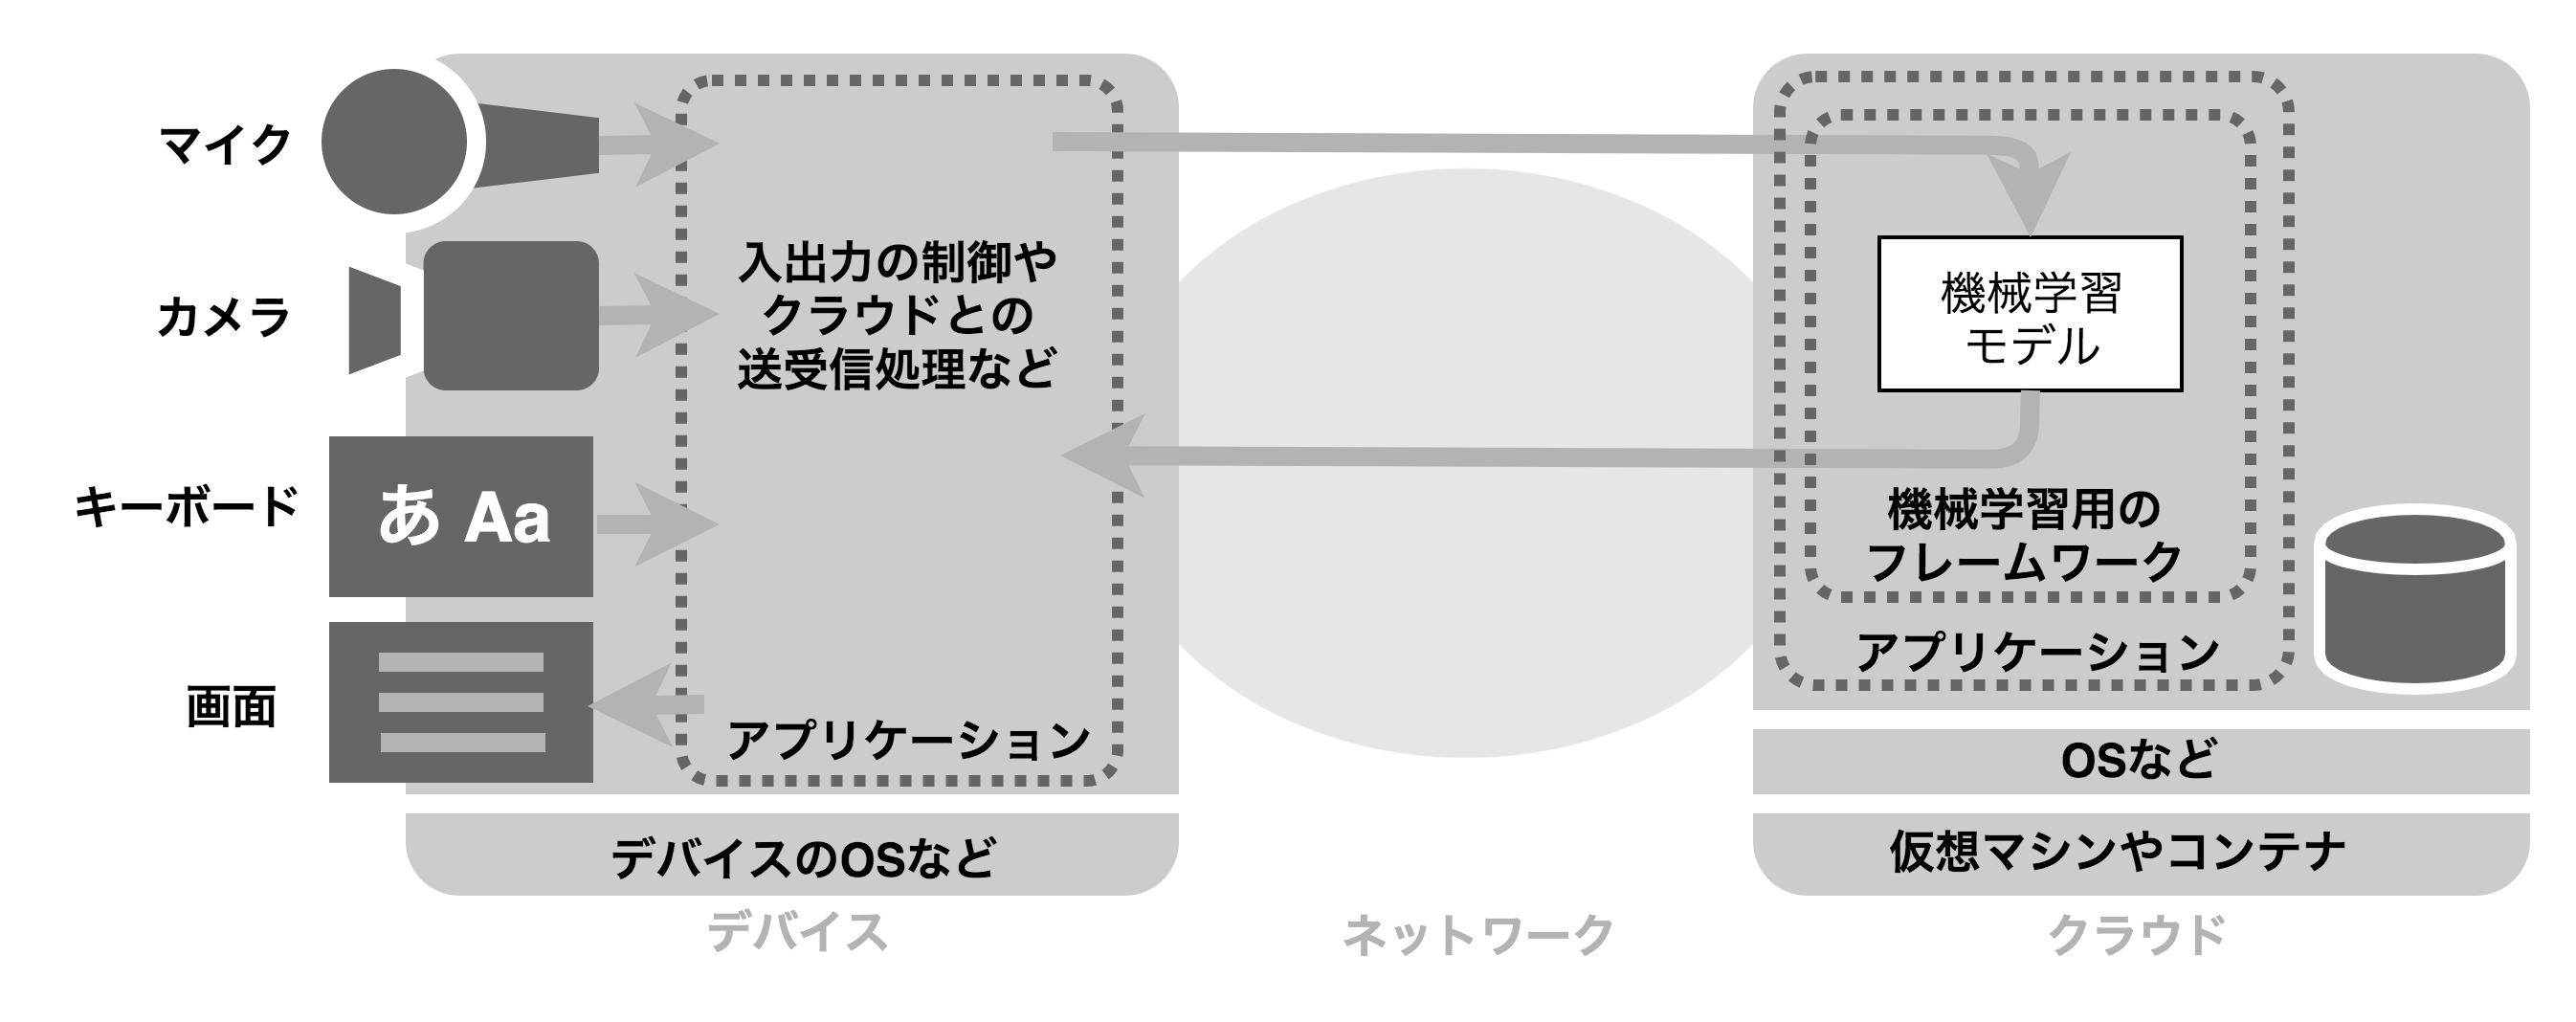 マイク
カメラ
キーボード
あ Aa
画面
入出力の制御や
クラウドとの
送受信処理など
アプリケーション
デバイスのOSなど
デバイス
ネットワーク
機械学習
モデル
機械学習用の
フレームワーク
アプリケーション
OSなど
仮想マシンやコンテナ
クラウド